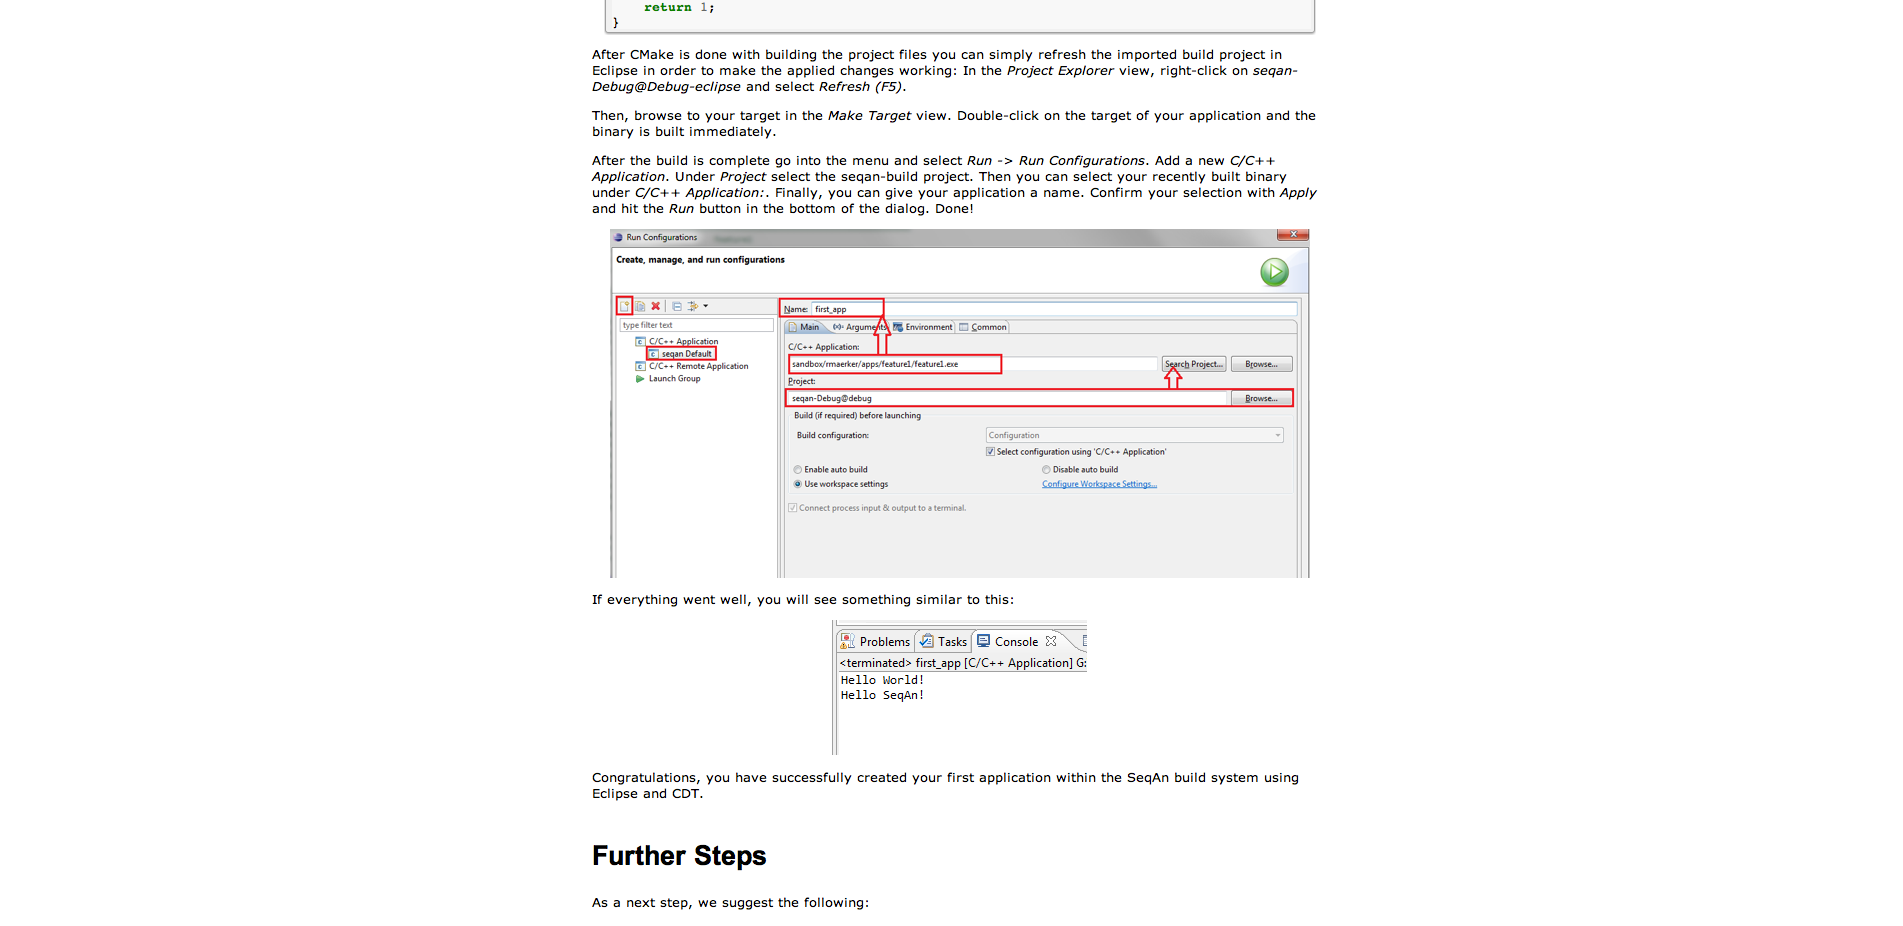 return 1;
}
After CMake is done with building the project files you can simply refresh the imported build project in
Eclipse in order to make the applied changes working: In the Project Explorer view, right-click on seqan-
Debug@Debug-eclipse and select Refresh (F5).
Then, browse to your target in the Make Target view. Double-click on the target of your application and the
binary is built immediately.
After the build is complete go into the menu and select Run -> Run Configurations. Add a new C/C++
Application. Under Project select the seqan-build project. Then you can select your recently built binary
under C/C++ Application:. Finally, you can give your application a name. Confirm your selection with Apply
and hit the Run button in the bottom of the dialog. Done!
Run Configurations
Create, manage, and run configurations
type filter text
C/C++ Application
seqan Default
C/C++ Remote Application
Launch Group
Name: first_app
Main Arguments Environment Common
C/C++ Application:
sandbox/rmaerker/apps/feature1/feature1.exe Search Project... Browse...
Project:
seqan-Debug@debug Browse...
Build (if required) before launching
Build configuration: Configuration
Select configuration using 'C/C++ Application'
Enable auto build Disable auto build
Use workspace settings Configure Workspace Settings...
Connect process input & output to a terminal.
If everything went well, you will see something similar to this:
Problems Tasks Console
<terminated> first_app [C/C++ Application] G:
Hello World!
Hello SeqAn!
Congratulations, you have successfully created your first application within the SeqAn build system using
Eclipse and CDT.
Further Steps
As a next step, we suggest the following: